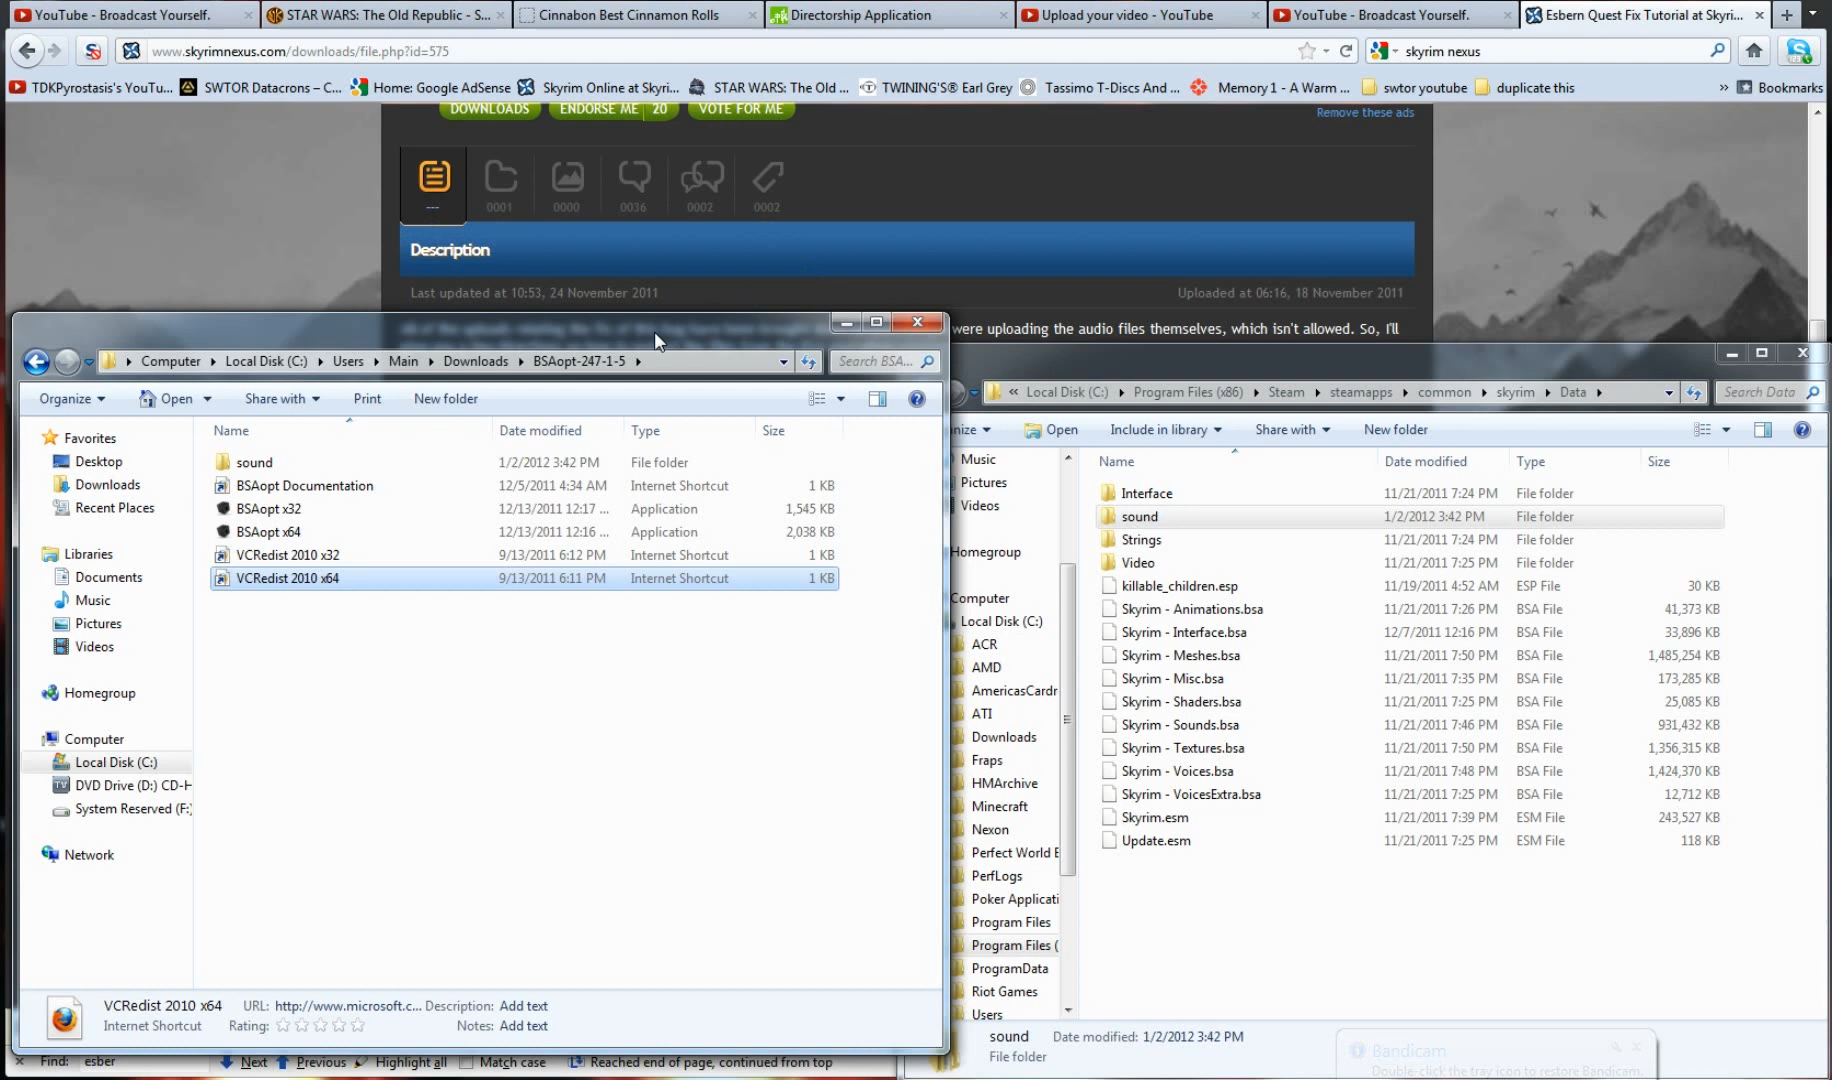 YouTube - Broadcast Yourself.
STAR WARS: The Old Republic - S...
Cinnabon Best Cinnamon Rolls
Directorship Application
Upload your video - YouTube
YouTube - Broadcast Yourself.
Esbern Quest Fix Tutorial at Skyri...
www.skyrimnexus.com/downloads/file.php?id=575
skyrim nexus
TDKPyrostasis's YouTu...
SWTOR Datacrons – C...
Home: Google AdSense
Skyrim Online at Skyri...
STAR WARS: The Old ...
TWINING'S® Earl Grey
Tassimo T-Discs And ...
Memory 1 - A Warm ...
swtor youtube
duplicate this
» Bookmarks
DOWNLOADS
ENDORSE ME 20
VOTE FOR ME
Remove these ads
---
0001
0000
0036
0002
0002
Description
Last updated at 10:53, 24 November 2011
Uploaded at 06:16, 18 November 2011
were uploading the audio files themselves, which isn't allowed. So, I'll
Computer Local Disk (C:) Users Main Downloads BSAopt-247-1-5
Search BSA...
Organize Open Share with Print New folder
Favorites
Desktop
Downloads
Recent Places
Libraries
Documents
Music
Pictures
Videos
Homegroup
Computer
Local Disk (C:)
DVD Drive (D:) CD-H
System Reserved (F:)
Network
Name Date modified Type Size
sound 1/2/2012 3:42 PM File folder
BSAopt Documentation 12/5/2011 4:34 AM Internet Shortcut 1 KB
BSAopt x32 12/13/2011 12:17 ... Application 1,545 KB
BSAopt x64 12/13/2011 12:16 ... Application 2,038 KB
VCRedist 2010 x32 9/13/2011 6:12 PM Internet Shortcut 1 KB
VCRedist 2010 x64 9/13/2011 6:11 PM Internet Shortcut 1 KB
VCRedist 2010 x64 URL: http://www.microsoft.c... Description: Add text
Internet Shortcut Rating: Notes: Add text
« Local Disk (C:) Program Files (x86) Steam steamapps common skyrim Data
Search Data
nize Open Include in library Share with New folder
Music
Pictures
Videos
Homegroup
Computer
Local Disk (C:)
ACR
AMD
AmericasCardr
ATI
Downloads
Fraps
HMArchive
Minecraft
Nexon
Perfect World E
PerfLogs
Poker Applicati
Program Files
Program Files (
ProgramData
Riot Games
Users
Name Date modified Type Size
Interface 11/21/2011 7:24 PM File folder
sound 1/2/2012 3:42 PM File folder
Strings 11/21/2011 7:24 PM File folder
Video 11/21/2011 7:25 PM File folder
killable_children.esp 11/19/2011 4:52 AM ESP File 30 KB
Skyrim - Animations.bsa 11/21/2011 7:26 PM BSA File 41,373 KB
Skyrim - Interface.bsa 12/7/2011 12:16 PM BSA File 33,896 KB
Skyrim - Meshes.bsa 11/21/2011 7:50 PM BSA File 1,485,254 KB
Skyrim - Misc.bsa 11/21/2011 7:35 PM BSA File 173,285 KB
Skyrim - Shaders.bsa 11/21/2011 7:25 PM BSA File 25,085 KB
Skyrim - Sounds.bsa 11/21/2011 7:46 PM BSA File 931,432 KB
Skyrim - Textures.bsa 11/21/2011 7:50 PM BSA File 1,356,315 KB
Skyrim - Voices.bsa 11/21/2011 7:48 PM BSA File 1,424,370 KB
Skyrim - VoicesExtra.bsa 11/21/2011 7:25 PM BSA File 12,712 KB
Skyrim.esm 11/21/2011 7:39 PM ESM File 243,527 KB
Update.esm 11/21/2011 7:25 PM ESM File 118 KB
sound Date modified: 1/2/2012 3:42 PM
File folder
Bandicam
Double-click the tray icon to restore Bandicam.
Find: esber Next Previous Highlight all Match case Reached end of page, continued from top